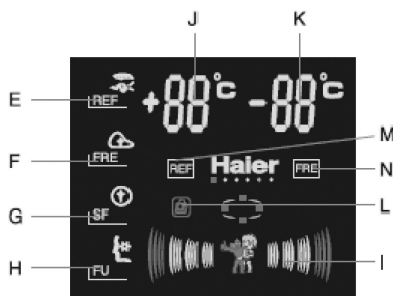 J K
E REF +88°C -88°C
F FRE REF Haier FRE M
N
G SF L
H FU I